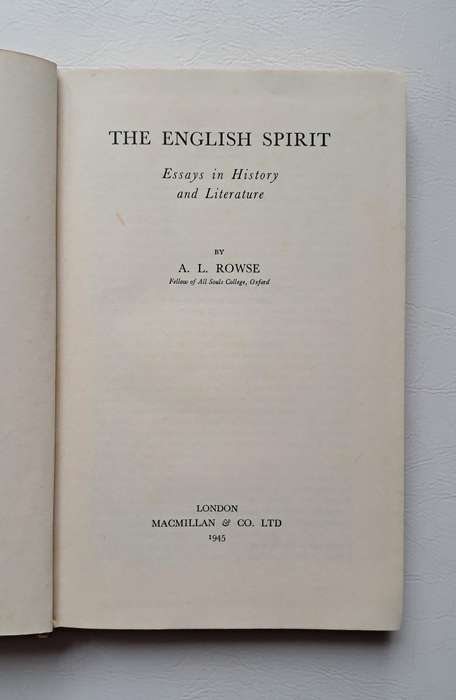 THE ENGLISH SPIRIT
Essays in History
and Literature
BY
A. L. ROWSE
Fellow of All Souls College, Oxford
LONDON
MACMILLAN & CO. LTD
1945